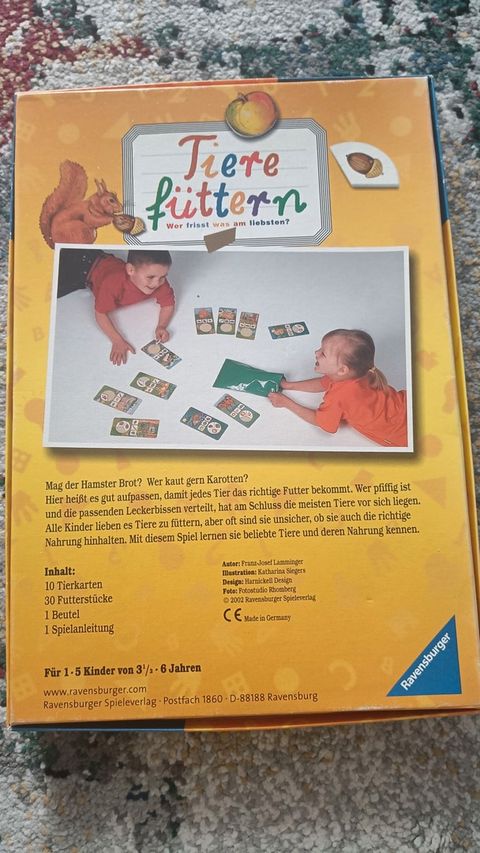 Tiere
füttern
Wer frisst was am liebsten?
Mag der Hamster Brot? Wer kaut gern Karotten?
Hier heißt es gut aufpassen, damit jedes Tier das richtige Futter bekommt. Wer pfiffig ist
und die passenden Leckerbissen verteilt, hat am Schluss die meisten Tiere vor sich liegen.
Alle Kinder lieben es Tiere zu füttern, aber oft sind sie unsicher, ob sie auch die richtige
Nahrung hinhalten. Mit diesem Spiel lernen sie beliebte Tiere und deren Nahrung kennen.
Inhalt:
10 Tierkarten
30 Futterstücke
1 Beutel
1 Spielanleitung
Autor: Franz-Josef Lamminger
Illustration: Katharina Siegers
Design: Harnickell Design
Foto: Fotostudio Rhomberg
© 2002 Ravensburger Spieleverlag
CE Made in Germany
Für 1 - 5 Kinder von 3 1/2 - 6 Jahren
www.ravensburger.com
Ravensburger Spieleverlag · Postfach 1860 · D-88188 Ravensburg
Ravensburger